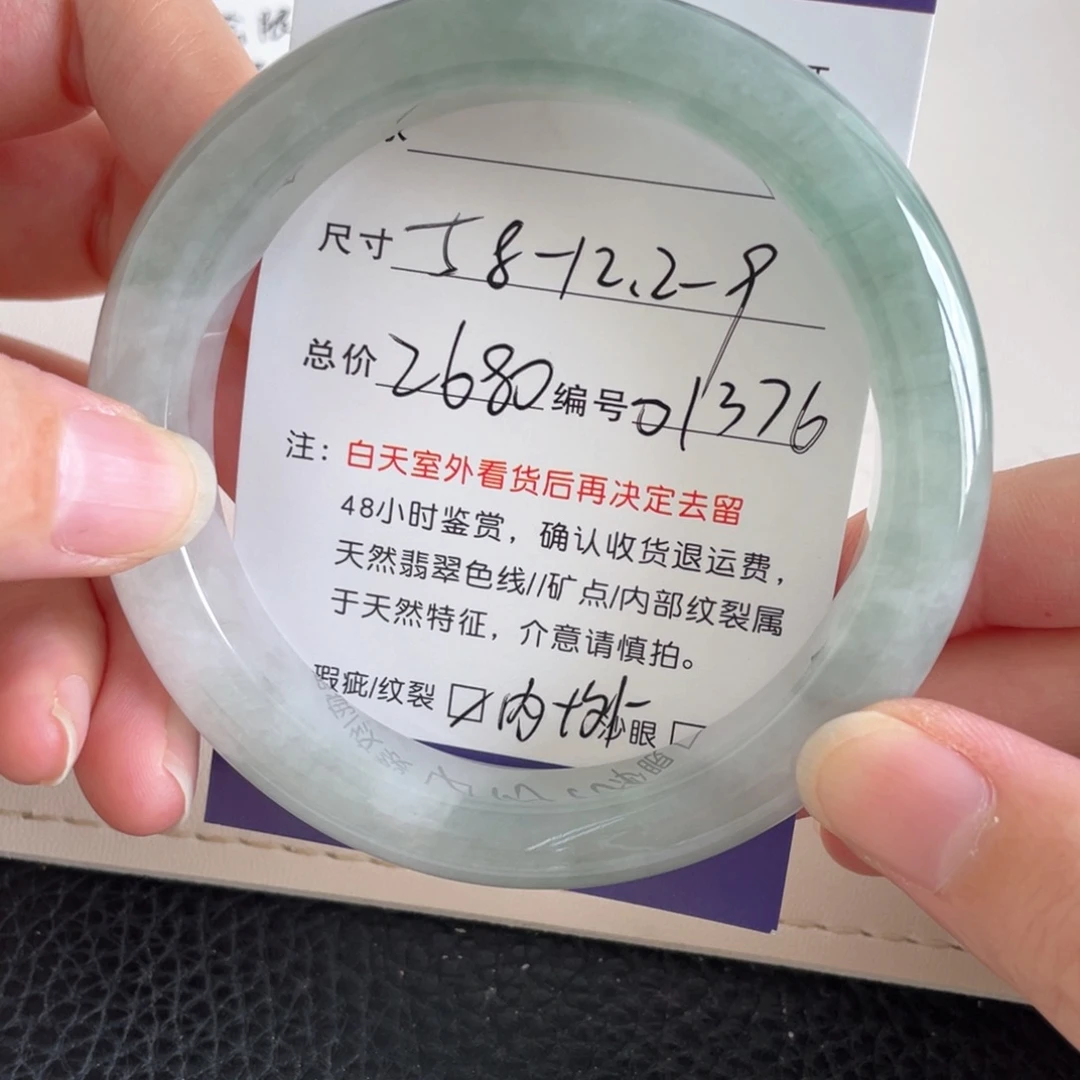 尺寸 58-12.2-9
总价 2680 编号 01376
注：白天室外看货后再决定去留
48小时鉴赏，确认收货退运费，
天然翡翠色线//矿点/内部纹裂属
于天然特征，介意请慎拍。
瑕疵/纹裂 内 眼